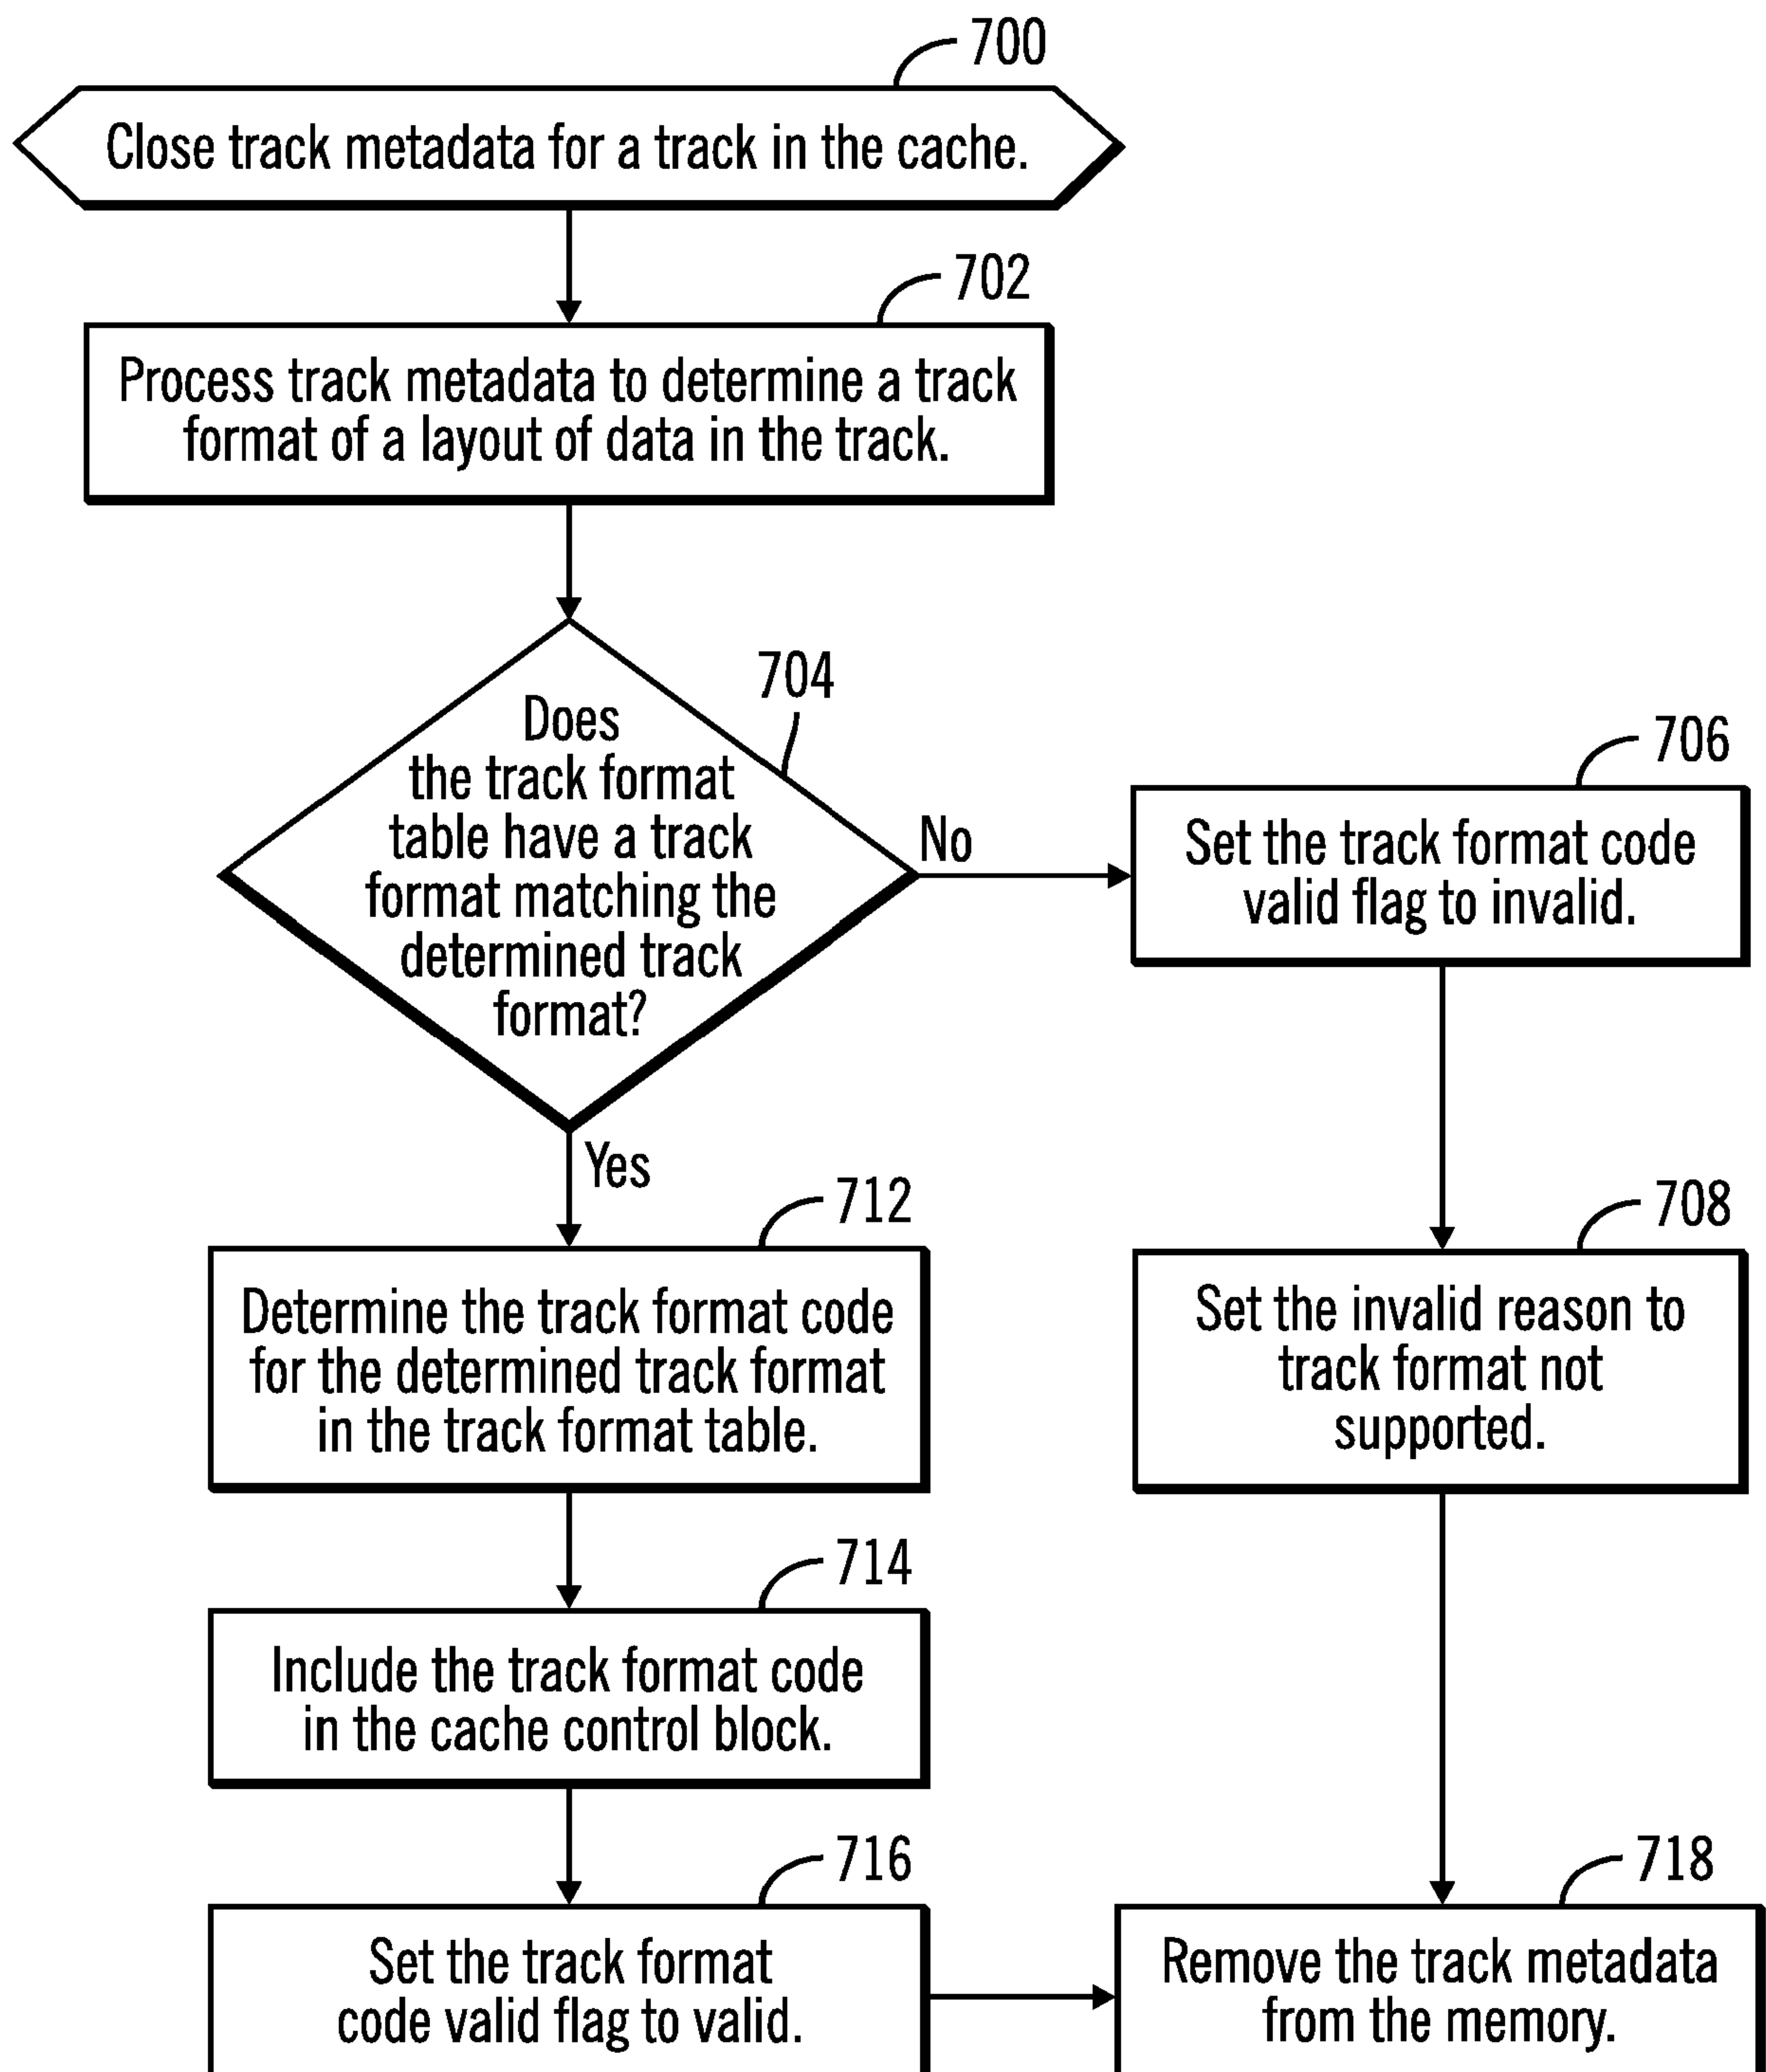 700
Close track metadata for a track in the cache.
702
Process track metadata to determine a track
format of a layout of data in the track.
704
Does
the track format
table have a track
format matching the
determined track
format?
No
706
Set the track format code
valid flag to invalid.
Yes
712
Determine the track format code
for the determined track format
in the track format table.
708
Set the invalid reason to
track format not
supported.
714
Include the track format code
in the cache control block.
716
Set the track format
code valid flag to valid.
718
Remove the track metadata
from the memory.